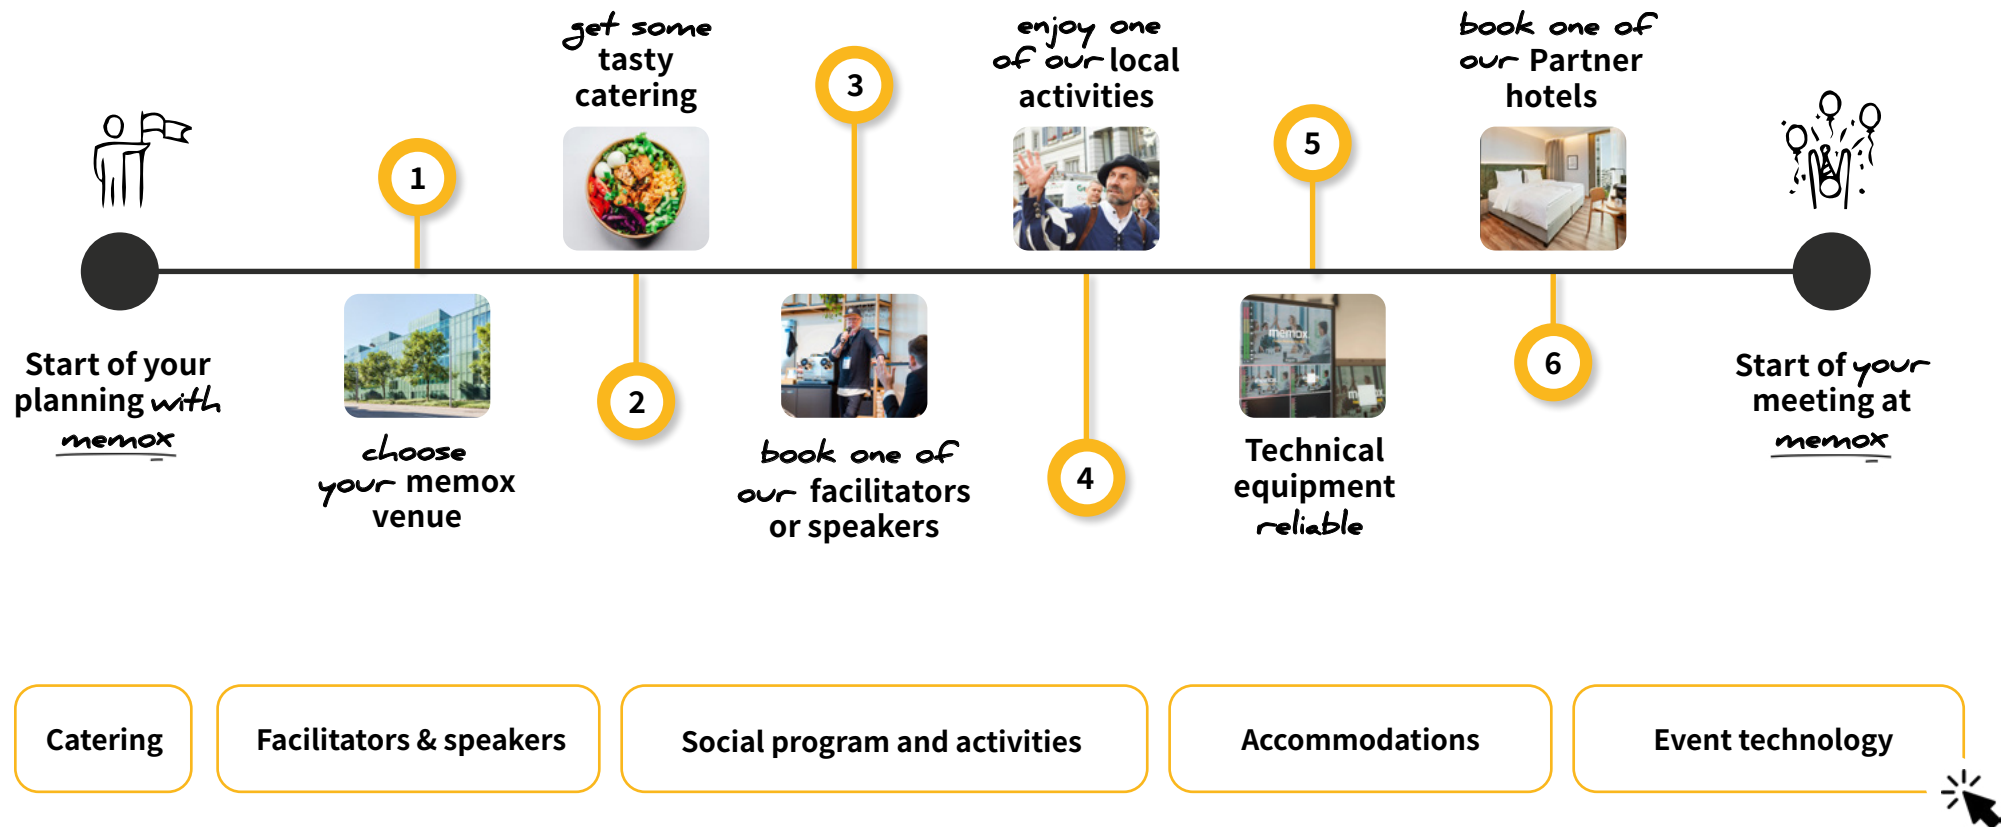 Start of your
planning with
memox
1
choose
your memox
venue
get some
tasty
catering
2
3
book one of
our facilitators
or speakers
enjoy one
of our local
activities
4
5
memox
Technical
equipment
reliable
book one of
our Partner
hotels
6
Start of your
meeting at
memox
Catering
Facilitators & speakers
Social program and activities
Accommodations
Event technology